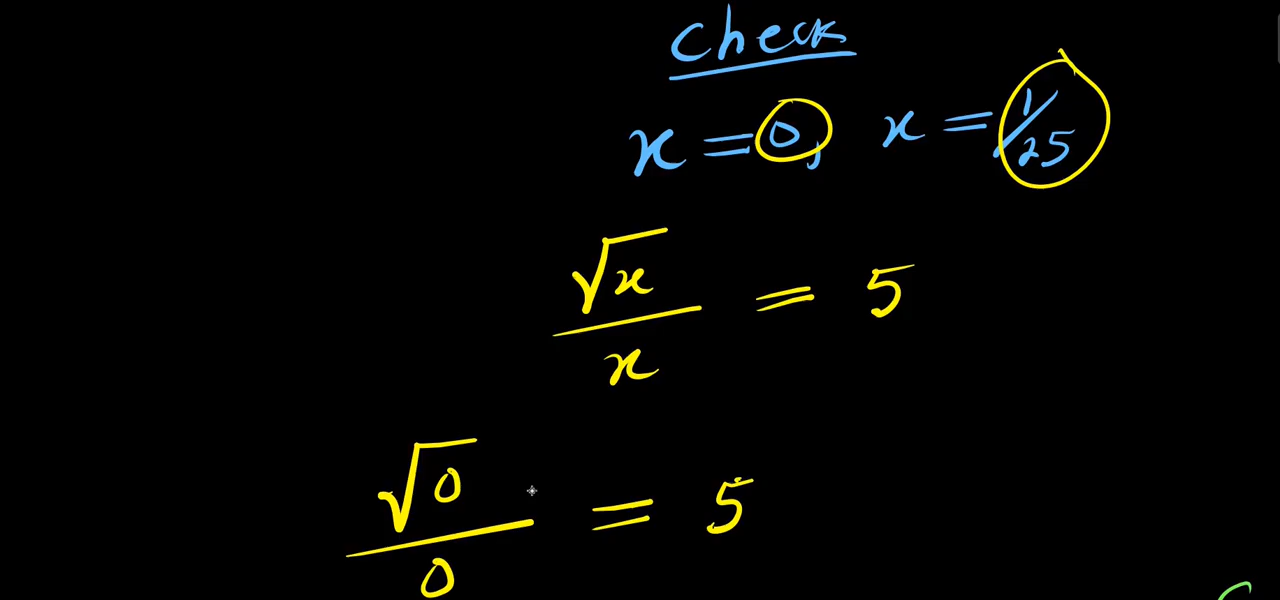 Check
x = 0, x = 1/25
√x / x = 5
√0 / 0 = 5